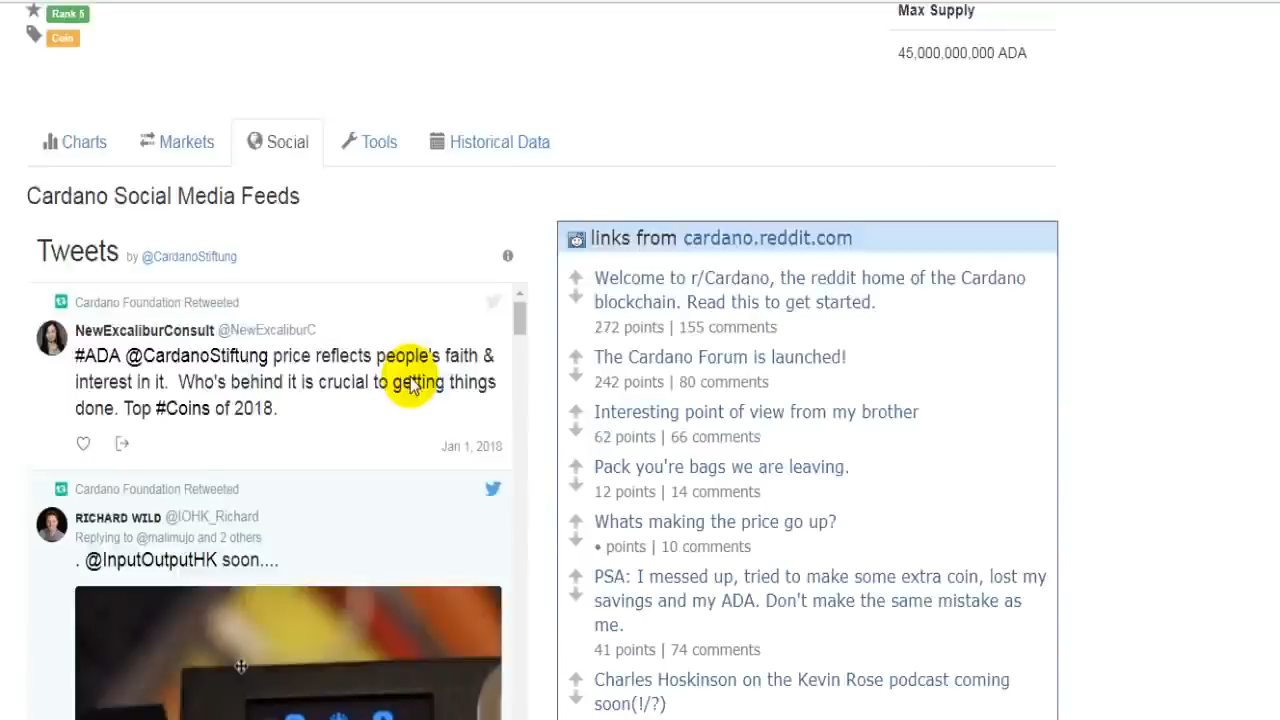 Rank 5
Coin
Max Supply
45,000,000,000 ADA
Charts
Markets
Social
Tools
Historical Data
Cardano Social Media Feeds
Tweets by @CardanoStiftung
Cardano Foundation Retweeted
NewExcaliburConsult @NewExcaliburC
#ADA @CardanoStiftung price reflects people's faith &
interest in it. Who's behind it is crucial to getting things
done. Top #Coins of 2018.
Jan 1, 2018
Cardano Foundation Retweeted
RICHARD WILD @IOHK_Richard
Replying to @malimujo and 2 others
. @InputOutputHK soon....
links from cardano.reddit.com
Welcome to r/Cardano, the reddit home of the Cardano
blockchain. Read this to get started.
272 points | 155 comments
The Cardano Forum is launched!
242 points | 80 comments
Interesting point of view from my brother
62 points | 66 comments
Pack you're bags we are leaving.
12 points | 14 comments
Whats making the price go up?
• points | 10 comments
PSA: I messed up, tried to make some extra coin, lost my
savings and my ADA. Don't make the same mistake as
me.
41 points | 74 comments
Charles Hoskinson on the Kevin Rose podcast coming
soon(!/?)